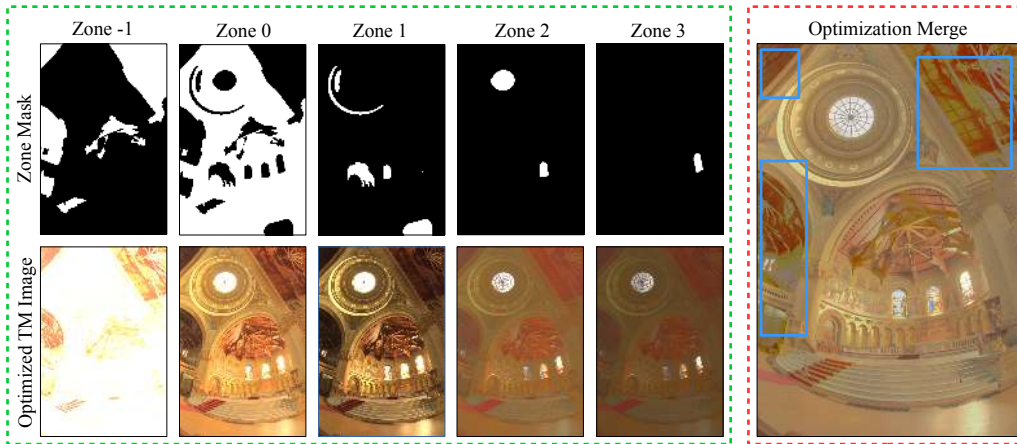 Zone -1
Zone 0
Zone 1
Zone 2
Zone 3
Optimization Merge
Zone Mask
Optimized TM Image